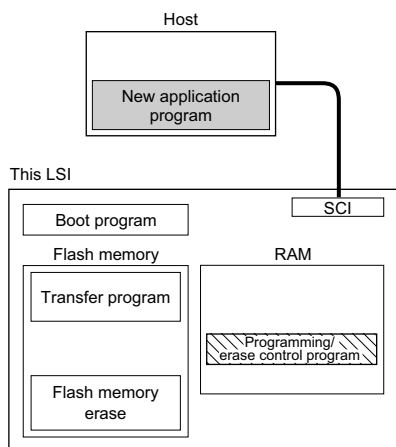 Host
New application
program
This LSI
SCI
Boot program
Flash memory
RAM
Transfer program
Programming/
erase control program
Flash memory
erase